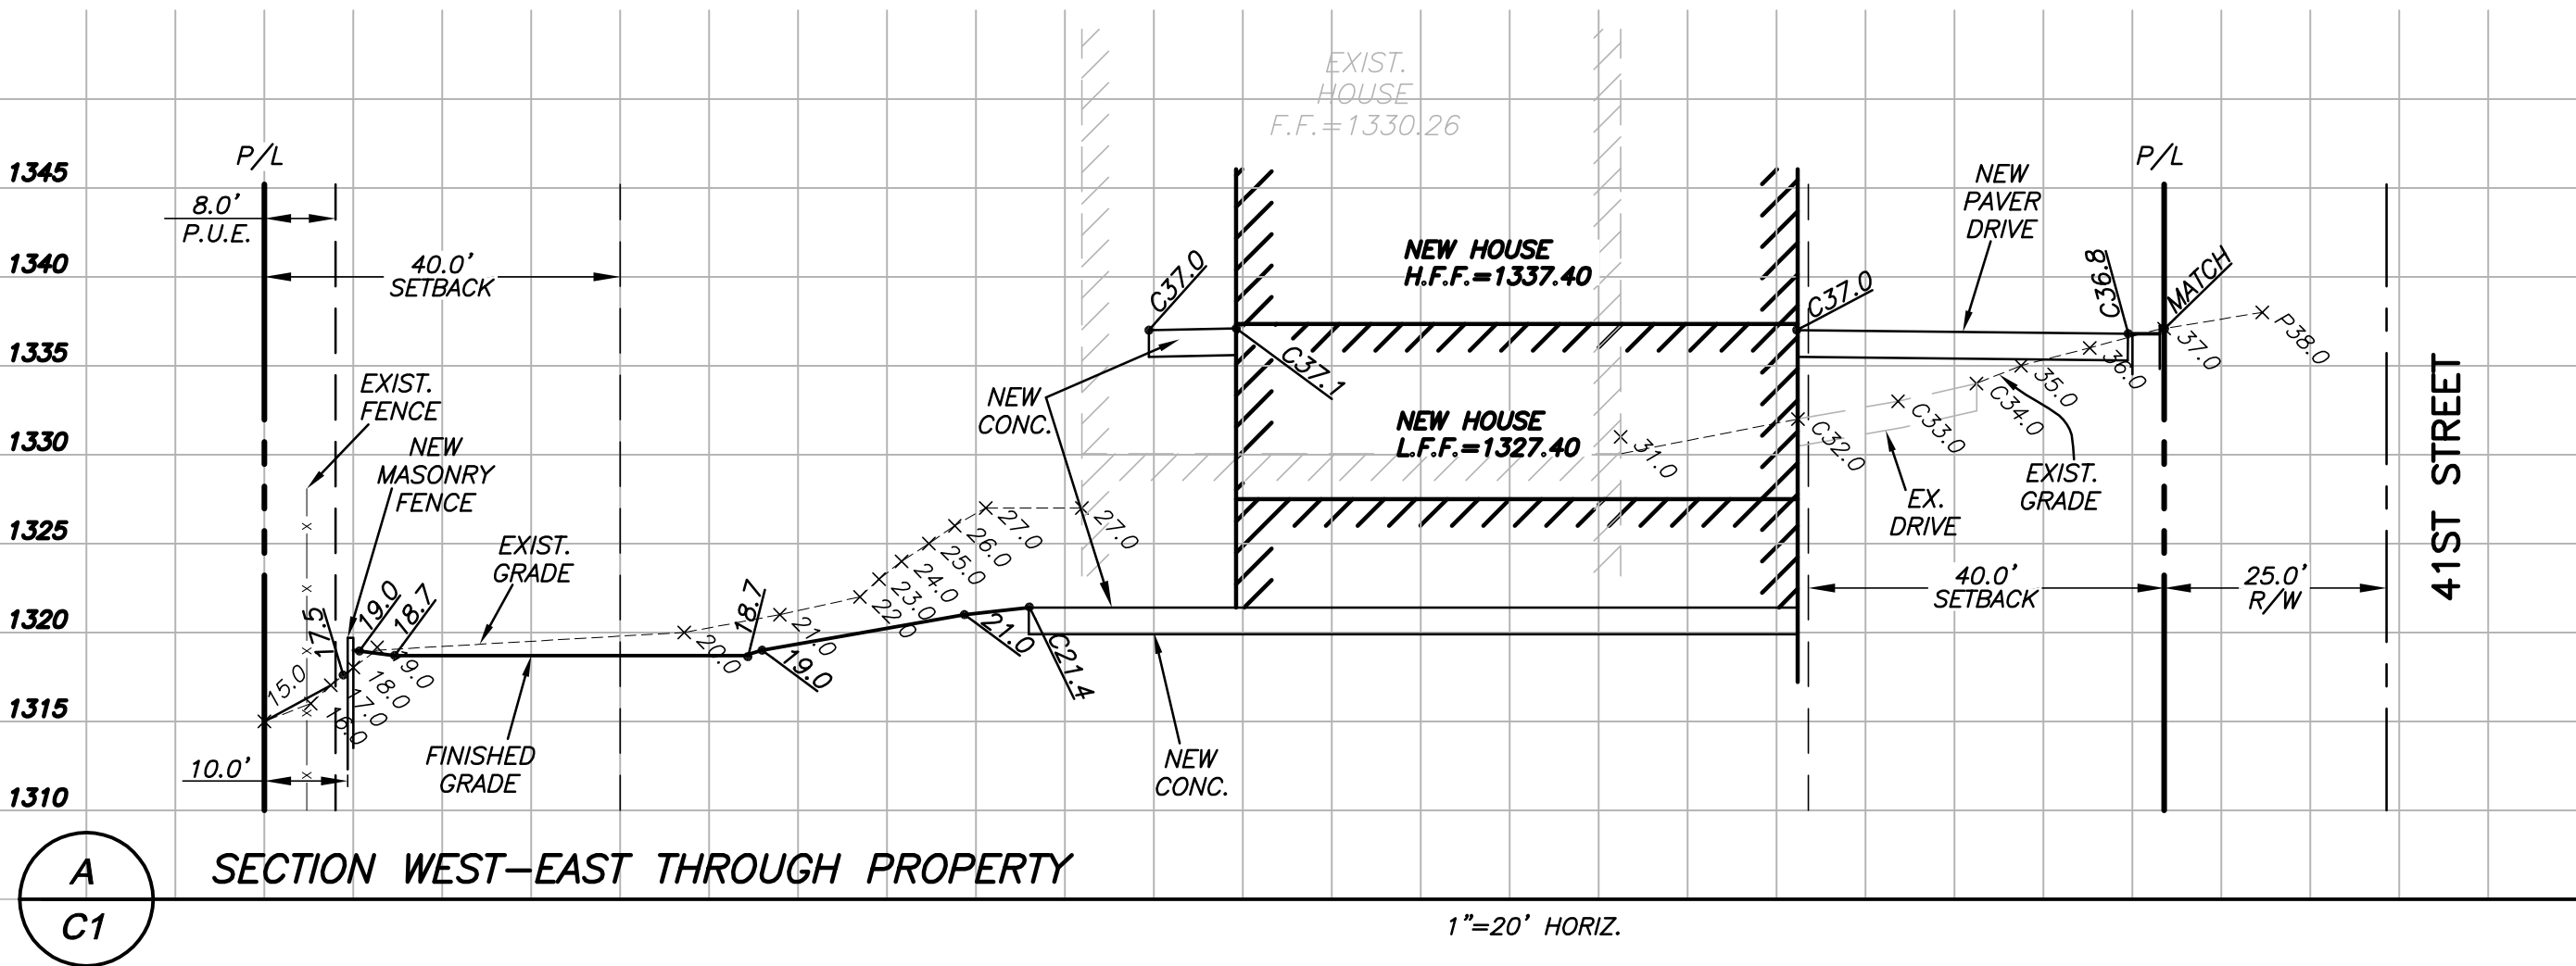 EXIST.
HOUSE
F.F.=1330.26
P/L
P/L
1345
1340
1335
1330
1325
1320
1315
1310
8.0'
P.U.E.
40.0'
SETBACK
EXIST.
FENCE
NEW
MASONRY
FENCE
EXIST.
GRADE
15.0
17.5
19.0
18.7
16.0
17.0
18.0
19.0
10.0'
FINISHED
GRADE
20.0
18.7
21.0
19.0
22.0
23.0
24.0
25.0
26.0
27.0
27.0
21.0
C21.4
NEW
CONC.
NEW
CONC.
C37.0
C37.1
NEW HOUSE
H.F.F.=1337.40
NEW HOUSE
L.F.F.=1327.40
31.0
C37.0
C32.0
C33.0
C34.0
35.0
36.0
37.0
P38.0
NEW
PAVER
DRIVE
C36.8
MATCH
EX.
DRIVE
EXIST.
GRADE
40.0'
SETBACK
25.0'
R/W
41ST STREET
A
C1
SECTION WEST-EAST THROUGH PROPERTY
1"=20' HORIZ.